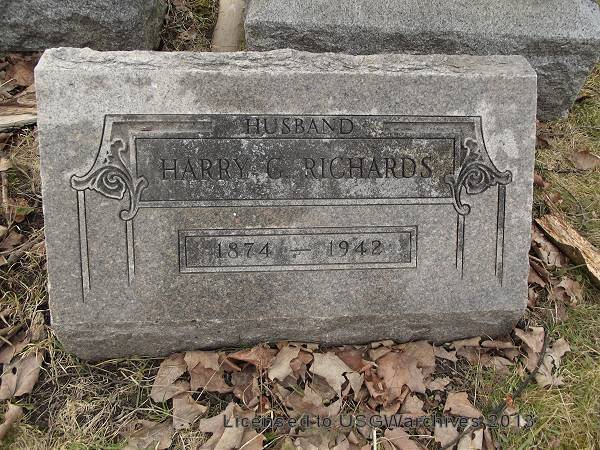 HUSBAND
HARRY G. RICHARDS
1874 – 1942
Licensed to USGWarchives 2013